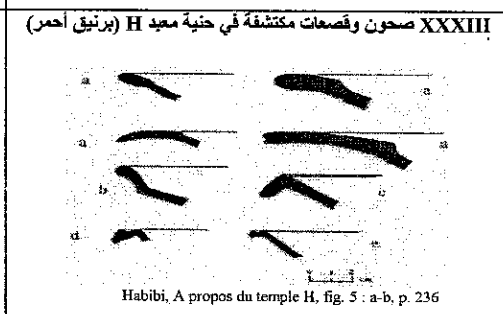 XXXIII صحون وقصعات مكتشفة في حنية معبد H (برنيق أحمر)
a a
a a
b c
d e
Habibi, A propos du temple H, fig. 5 : a-b, p. 236